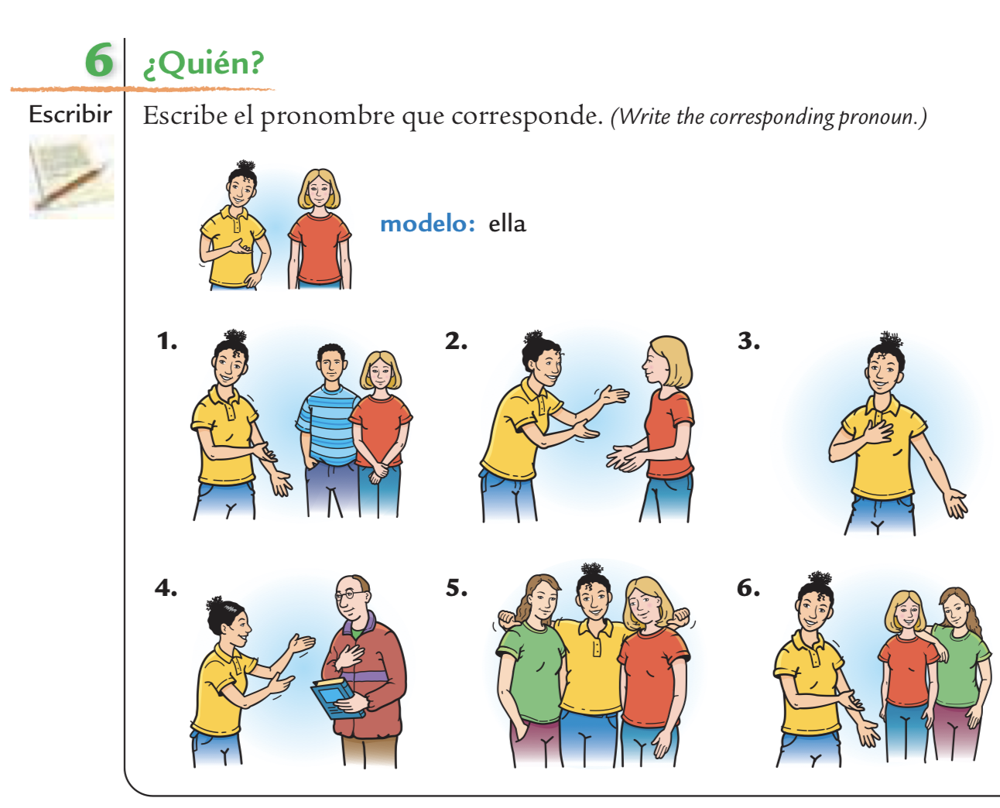 6 ¿Quién?
Escribir
Escribe el pronombre que corresponde. (Write the corresponding pronoun.)
modelo: ella
1.
2.
3.
4.
5.
6.